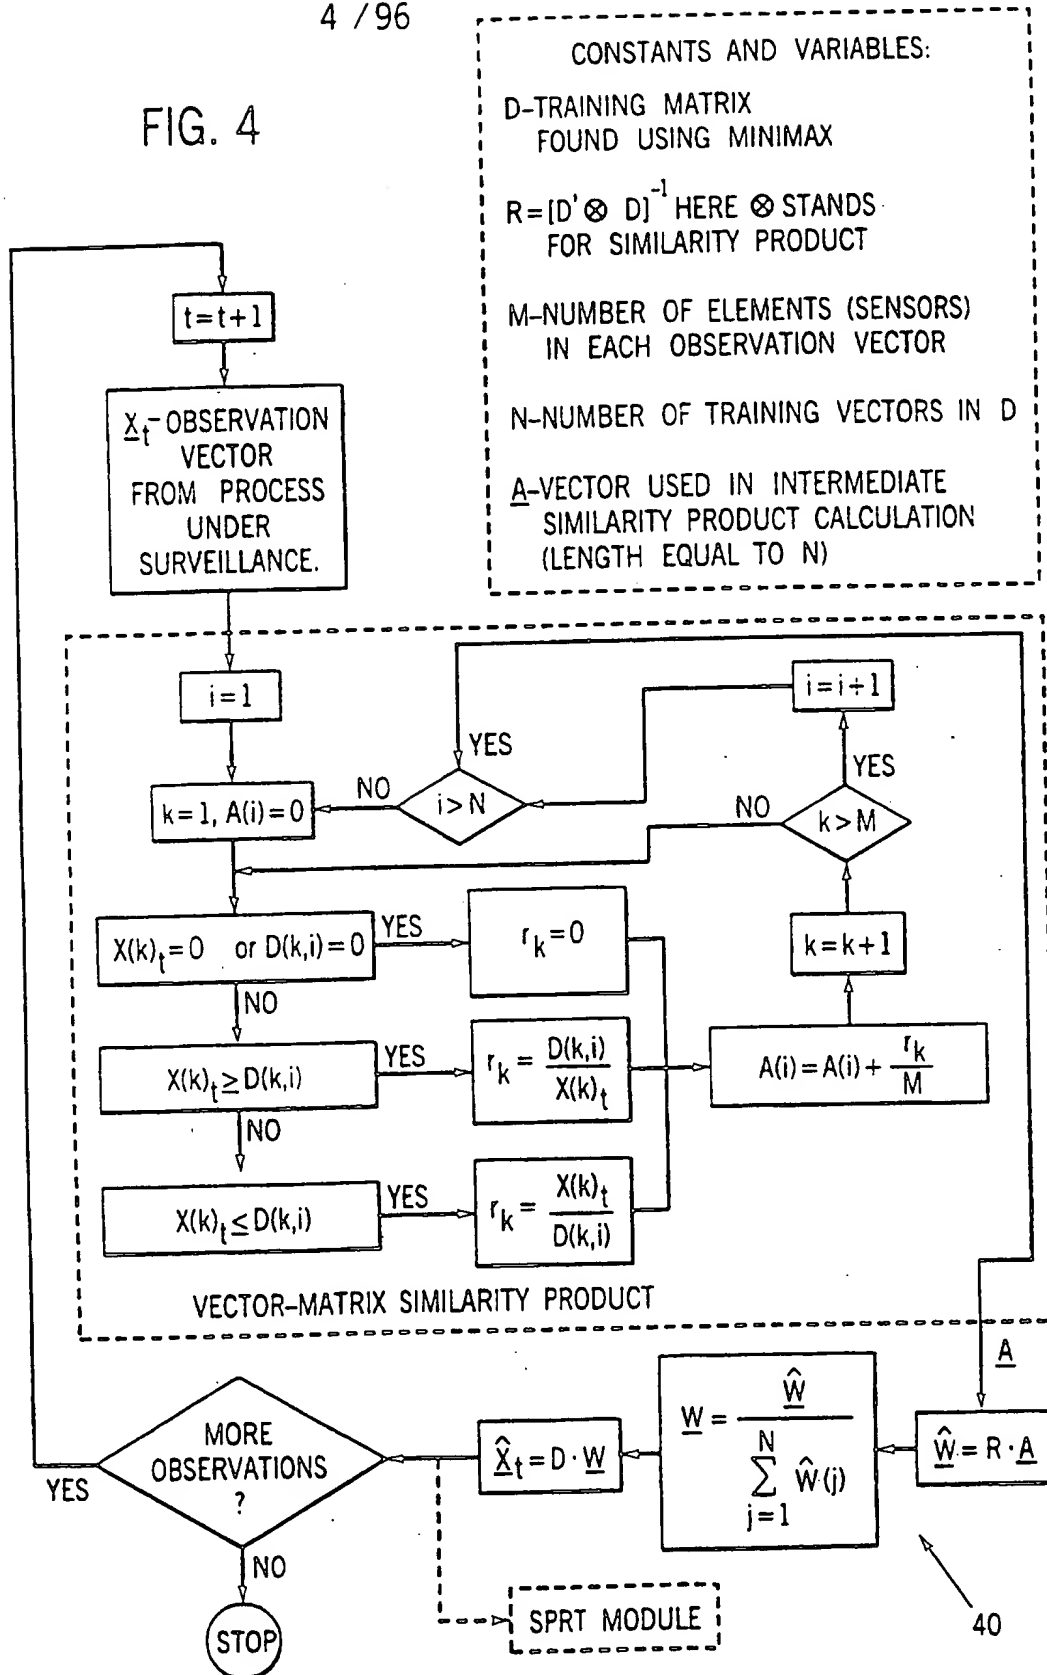 4 / 96
FIG. 4
CONSTANTS AND VARIABLES:
D-TRAINING MATRIX
FOUND USING MINIMAX
R=[D'⊗ D]⁻¹ HERE ⊗ STANDS
FOR SIMILARITY PRODUCT
M-NUMBER OF ELEMENTS (SENSORS)
IN EACH OBSERVATION VECTOR
N-NUMBER OF TRAINING VECTORS IN D
A-VECTOR USED IN INTERMEDIATE
SIMILARITY PRODUCT CALCULATION
(LENGTH EQUAL TO N)
t=t+1
X_t-OBSERVATION
VECTOR
FROM PROCESS
UNDER
SURVEILLANCE.
i=1
i=i+1
YES
YES
NO
i>N
NO
k>M
k=1, A(i)=0
X(k)_t=0 or D(k,i)=0
YES
r_k=0
k=k+1
NO
X(k)_t≥D(k,i)
YES
r_k = D(k,i)/X(k)_t
A(i)=A(i)+ r_k/M
NO
X(k)_t≤D(k,i)
YES
r_k = X(k)_t/D(k,i)
VECTOR-MATRIX SIMILARITY PRODUCT
A
Ŵ=R·A
W = Ŵ / ∑_{j=1}^{N} Ŵ(j)
X̂_t=D·W
MORE
OBSERVATIONS
?
YES
NO
STOP
SPRT MODULE
40